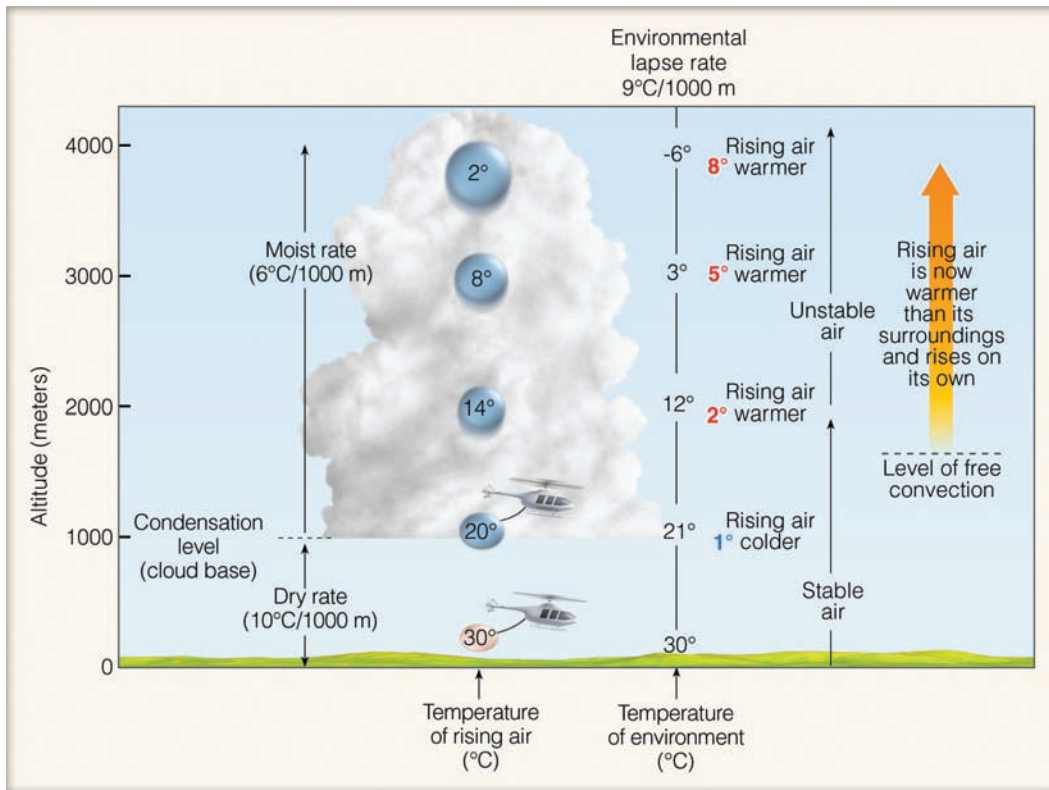 Environmental
lapse rate
9°C/1000 m
4000
3000
2000
1000
0
Altitude (meters)
Condensation
level
(cloud base)
Moist rate
(6°C/1000 m)
Dry rate
(10°C/1000 m)
2°
8°
14°
20°
30°
-6°
3°
12°
21°
30°
Rising air
8° warmer
Rising air
5° warmer
Rising air
2° warmer
Rising air
1° colder
Unstable
air
Stable
air
Rising air
is now
warmer
than its
surroundings
and rises on
its own
Level of free
convection
Temperature
of rising air
(°C)
Temperature
of environment
(°C)